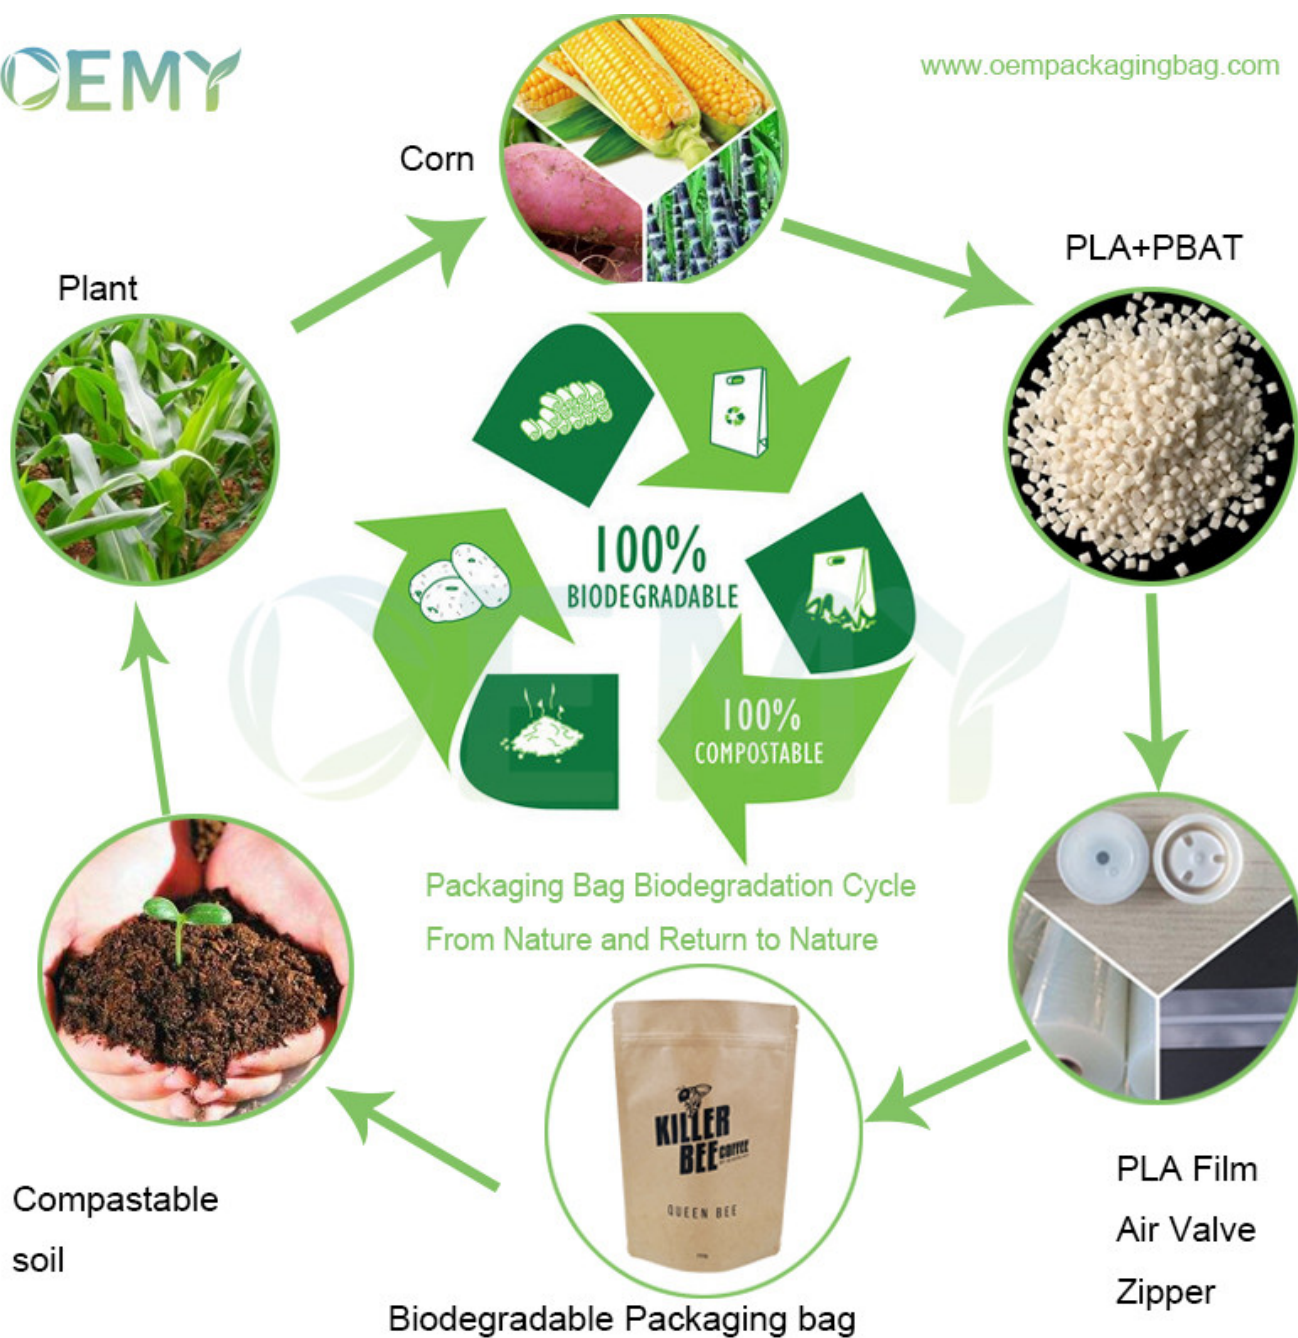 OEMY
www.oempackagingbag.com
Corn
PLA+PBAT
Plant
100%
BIODEGRADABLE
100%
COMPOSTABLE
Packaging Bag Biodegradation Cycle
From Nature and Return to Nature
KILLER
BEE COFFEE
QUEEN BEE
PLA Film
Air Valve
Zipper
Compastable
soil
Biodegradable Packaging bag